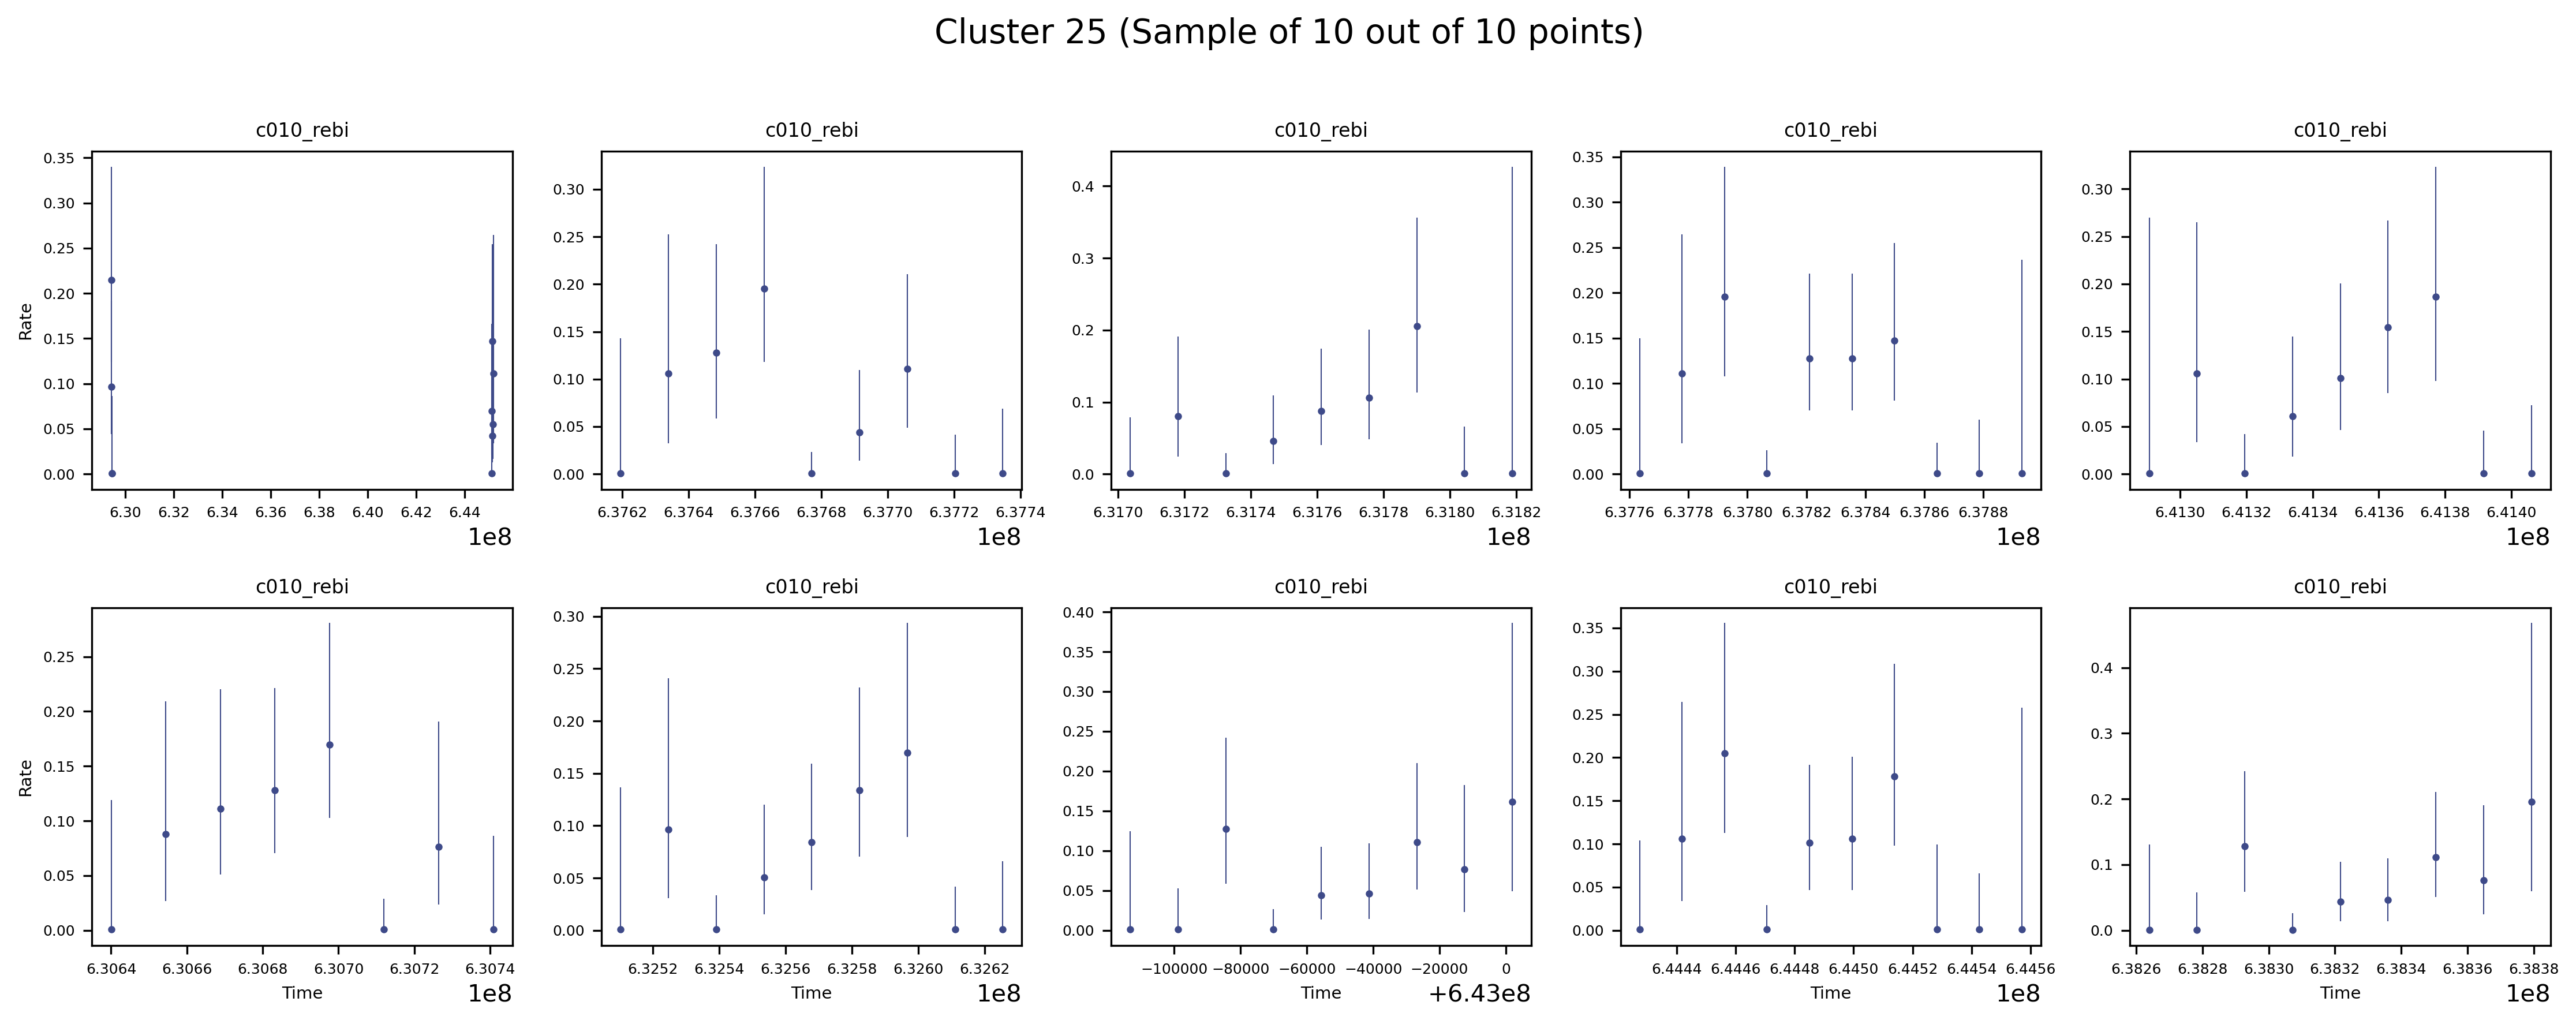 Cluster 25 (Sample of 10 out of 10 points)
c010_rebi c010_rebi c010_rebi c010_rebi c010_rebi
0.35 0.30 0.25 0.20 0.15 0.10 0.05 0.00
Rate
6.30 6.32 6.34 6.36 6.38 6.40 6.42 6.44
1e8
0.30 0.25 0.20 0.15 0.10 0.05 0.00
6.3762 6.3764 6.3766 6.3768 6.3770 6.3772 6.3774
1e8
0.4 0.3 0.2 0.1 0.0
6.3170 6.3172 6.3174 6.3176 6.3178 6.3180 6.3182
1e8
0.35 0.30 0.25 0.20 0.15 0.10 0.05 0.00
6.3776 6.3778 6.3780 6.3782 6.3784 6.3786 6.3788
1e8
0.30 0.25 0.20 0.15 0.10 0.05 0.00
6.4130 6.4132 6.4134 6.4136 6.4138 6.4140
1e8
c010_rebi c010_rebi c010_rebi c010_rebi c010_rebi
0.25 0.20 0.15 0.10 0.05 0.00
Rate
6.3064 6.3066 6.3068 6.3070 6.3072 6.3074
Time
1e8
0.30 0.25 0.20 0.15 0.10 0.05 0.00
6.3252 6.3254 6.3256 6.3258 6.3260 6.3262
Time
1e8
0.40 0.35 0.30 0.25 0.20 0.15 0.10 0.05 0.00
−100000 −80000 −60000 −40000 −20000 0
Time
+6.43e8
0.35 0.30 0.25 0.20 0.15 0.10 0.05 0.00
6.4444 6.4446 6.4448 6.4450 6.4452 6.4454 6.4456
Time
1e8
0.4 0.3 0.2 0.1 0.0
6.3826 6.3828 6.3830 6.3832 6.3834 6.3836 6.3838
Time
1e8